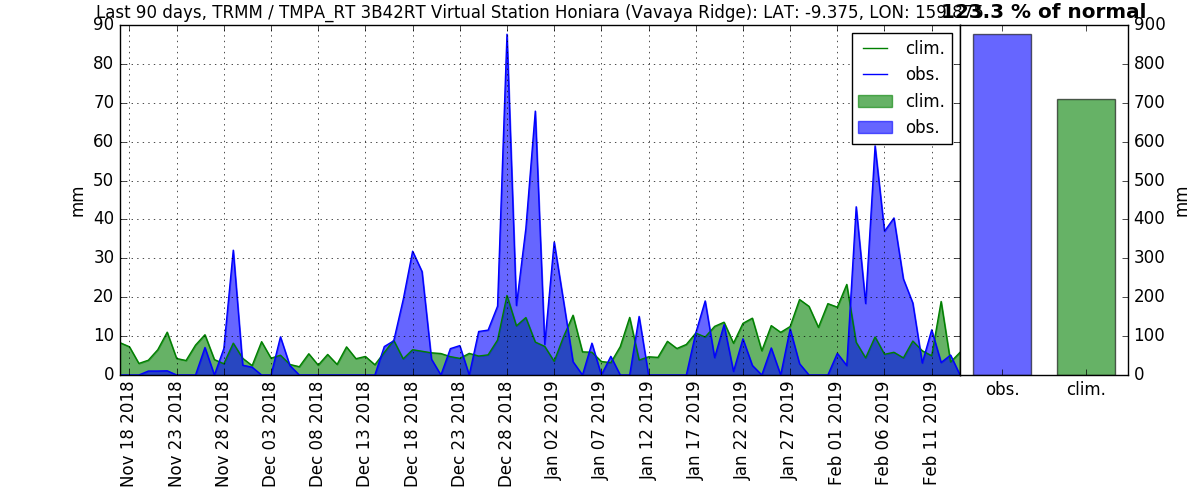 Last 90 days, TRMM / TMPA_RT 3B42RT Virtual Station Honiara (Vavaya Ridge): LAT: -9.375, LON: 159.875
123.3 % of normal
90
80
70
60
50
40
30
20
10
0
mm
clim.
obs.
clim.
obs.
900
800
700
600
500
400
300
200
100
0
mm
obs.
clim.
Nov 18 2018
Nov 23 2018
Nov 28 2018
Dec 03 2018
Dec 08 2018
Dec 13 2018
Dec 18 2018
Dec 23 2018
Dec 28 2018
Jan 02 2019
Jan 07 2019
Jan 12 2019
Jan 17 2019
Jan 22 2019
Jan 27 2019
Feb 01 2019
Feb 06 2019
Feb 11 2019